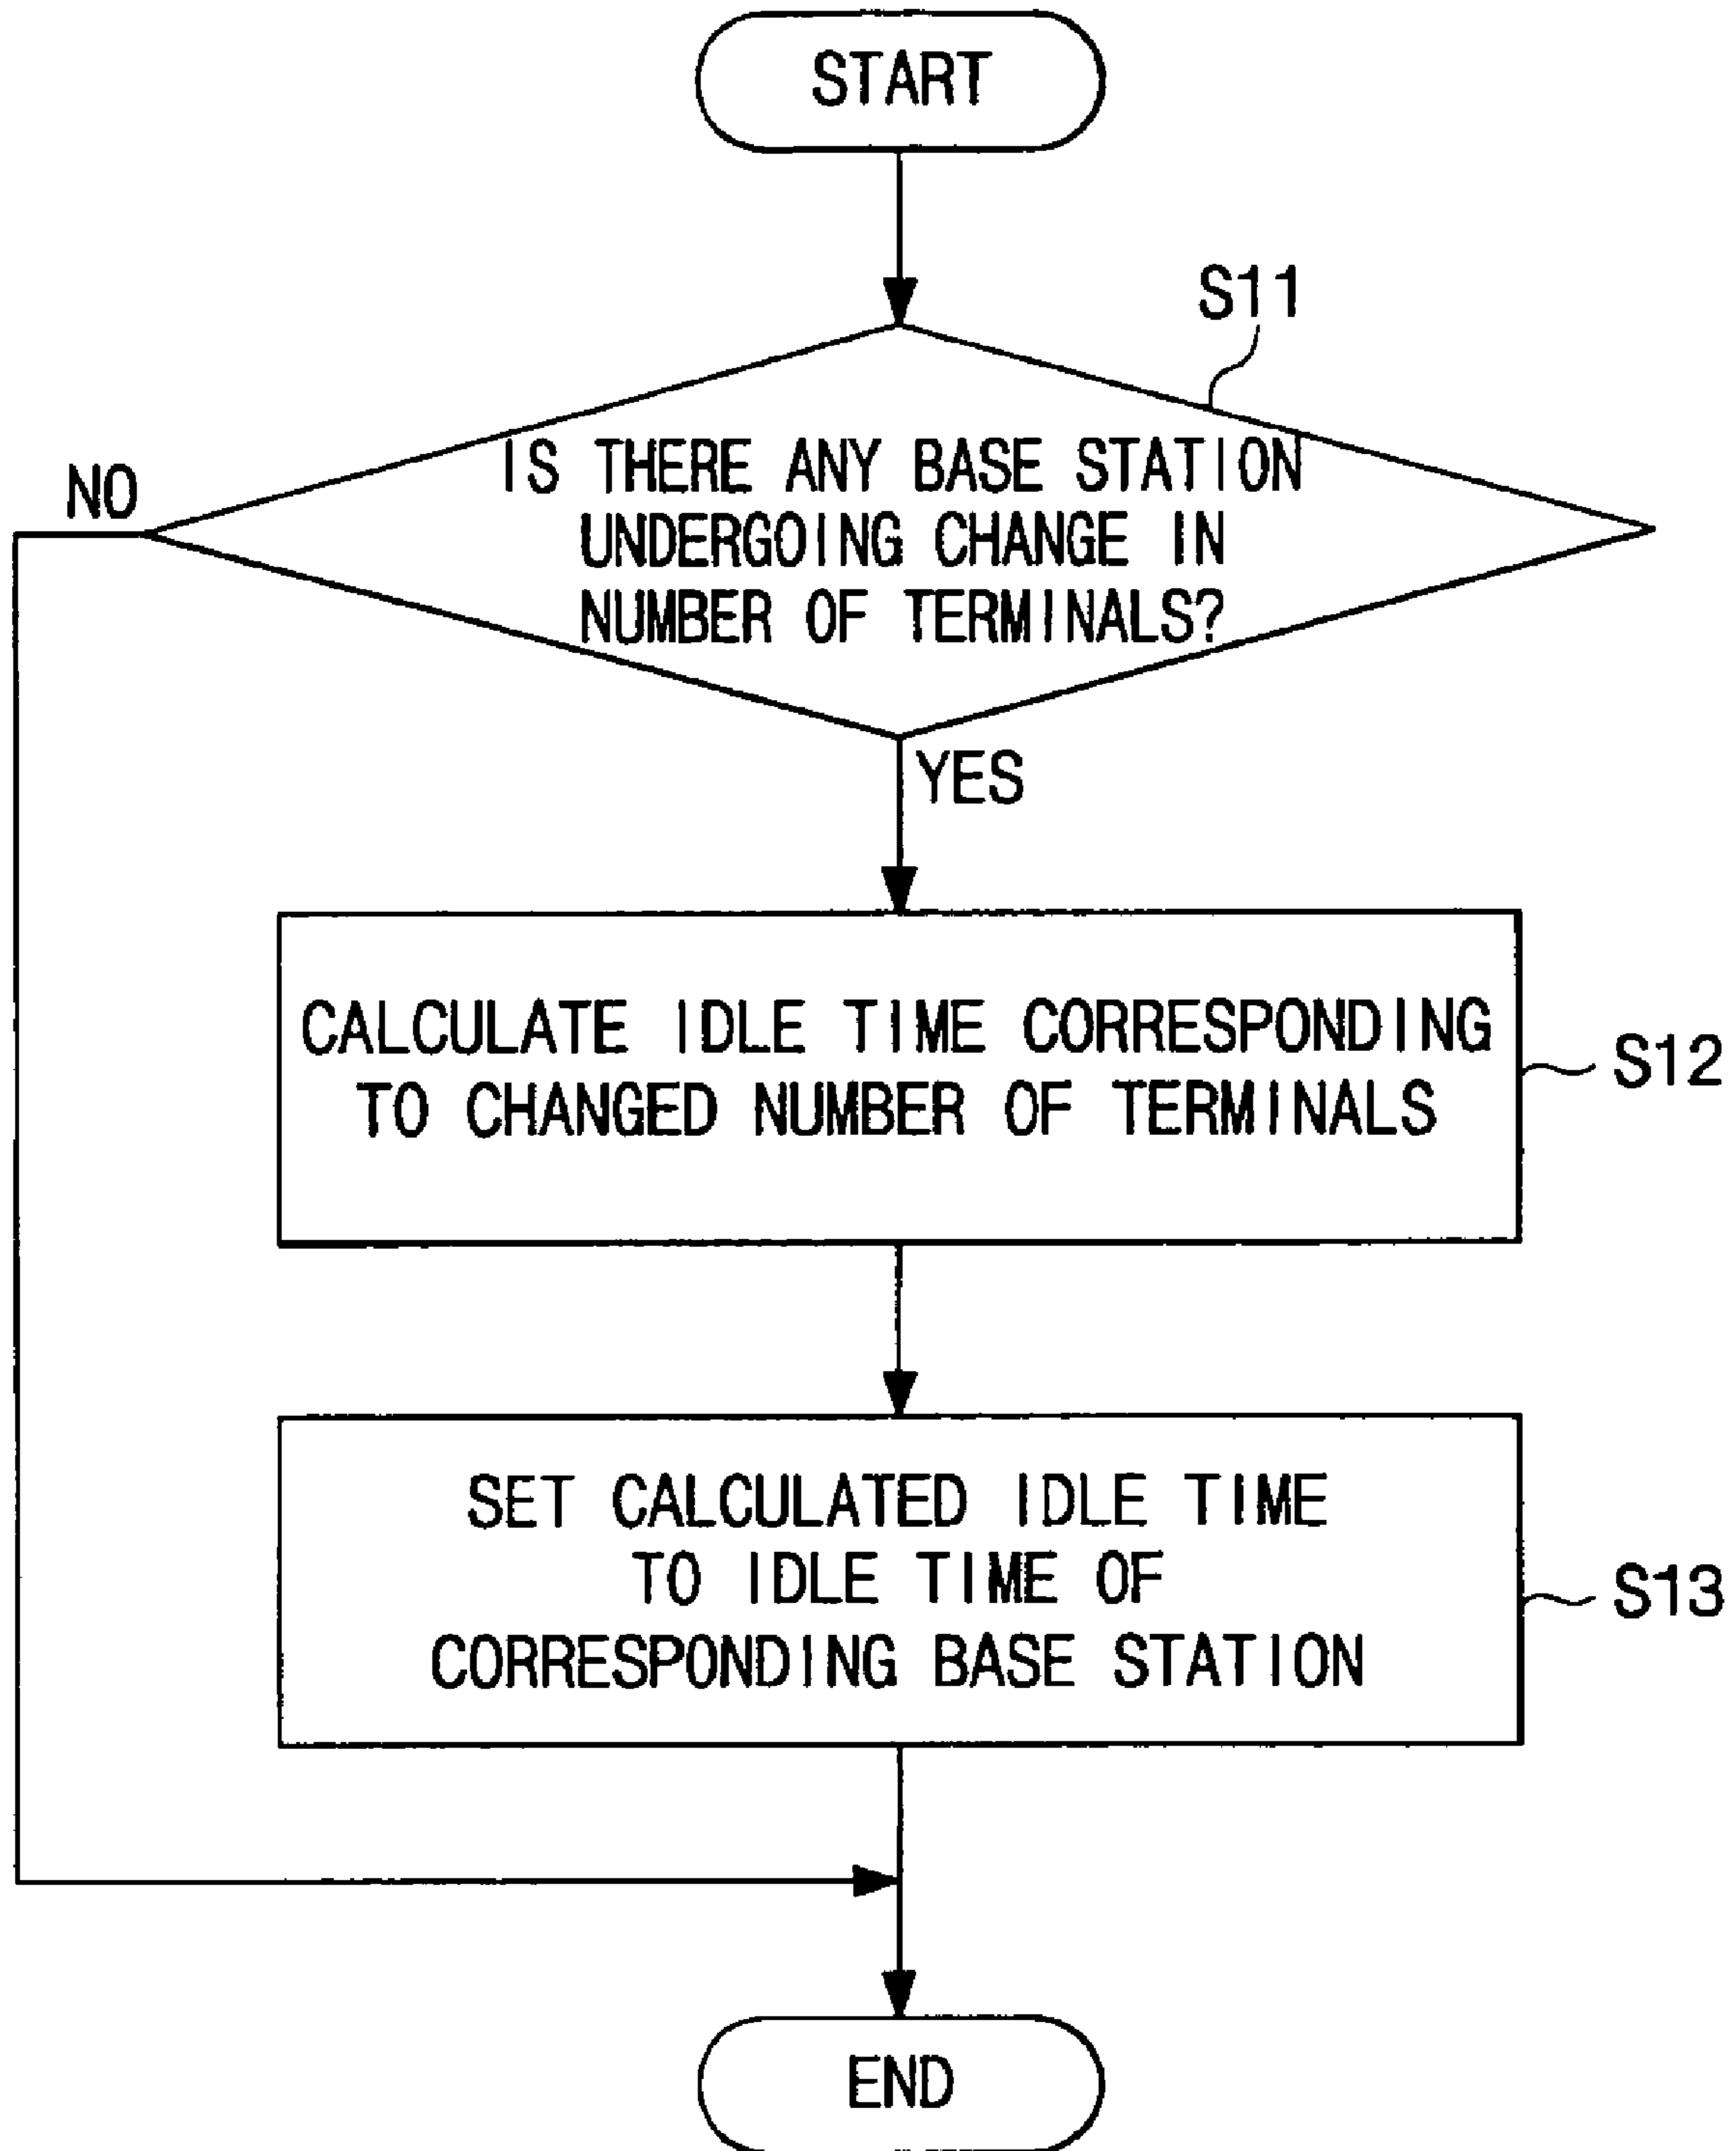 START
S11
IS THERE ANY BASE STATION
UNDERGOING CHANGE IN
NUMBER OF TERMINALS?
NO
YES
CALCULATE IDLE TIME CORRESPONDING
TO CHANGED NUMBER OF TERMINALS
S12
SET CALCULATED IDLE TIME
TO IDLE TIME OF
CORRESPONDING BASE STATION
S13
END